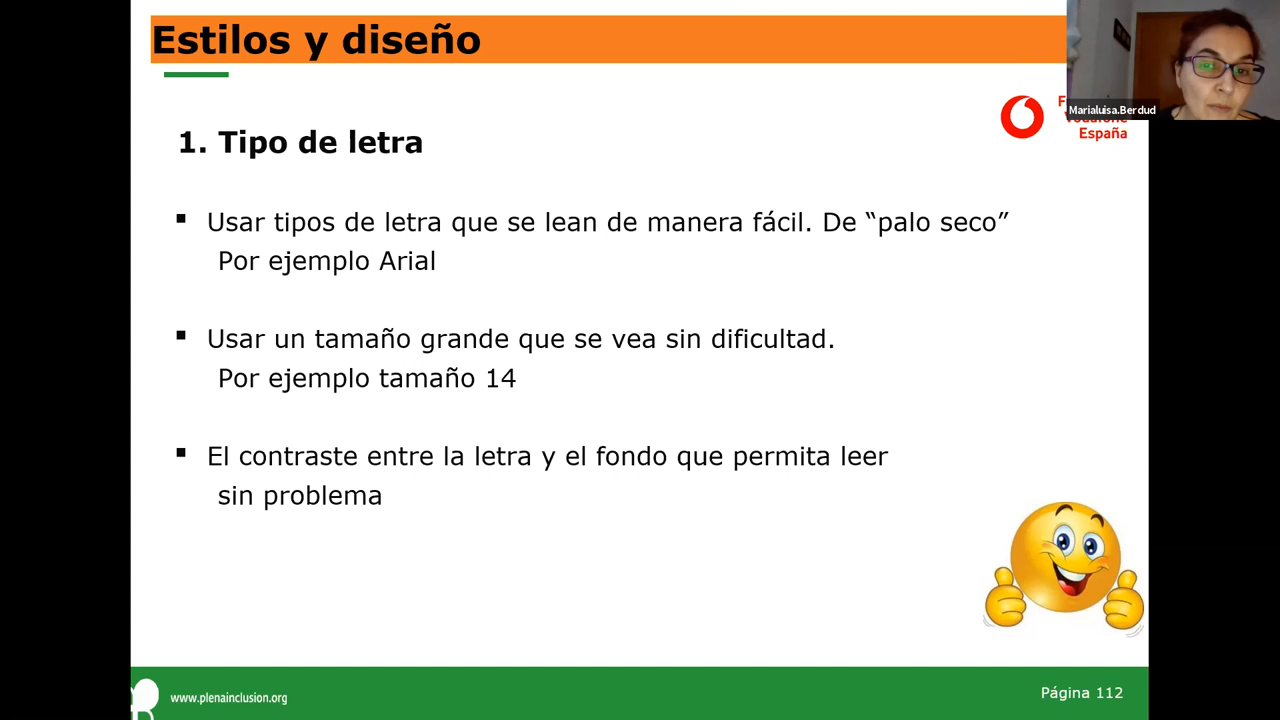 Estilos y diseño
Marialuisa.Berdud
España
1. Tipo de letra
▪ Usar tipos de letra que se lean de manera fácil. De “palo seco”
Por ejemplo Arial
▪ Usar un tamaño grande que se vea sin dificultad.
Por ejemplo tamaño 14
▪ El contraste entre la letra y el fondo que permita leer
sin problema
www.plenainclusion.org
Página 112